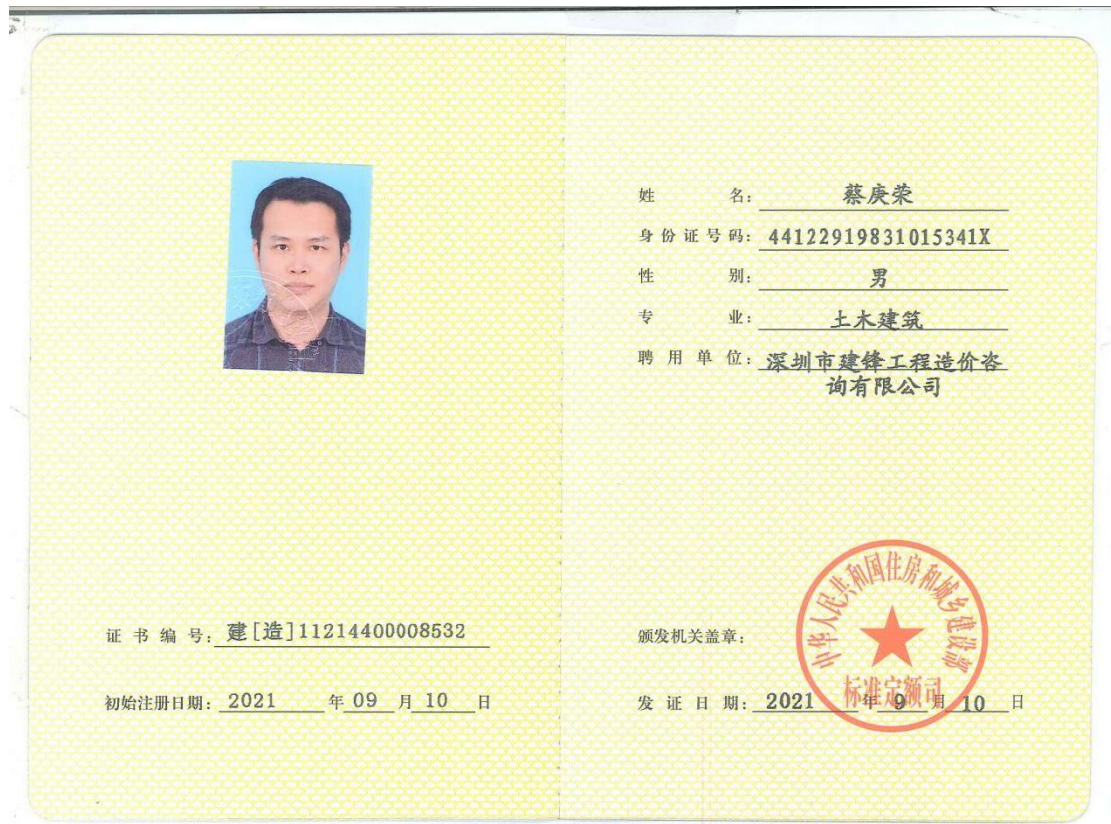 姓 名: 蔡庚荣
身份证号码: 44122919831015341X
性 别: 男
专 业: 土木建筑
聘用单位: 深圳市建锋工程造价咨
询有限公司
证书编号: 建[造]11214400008532
初始注册日期: 2021 年 09 月 10 日
颁发机关盖章:
中华人民共和国住房和城乡建设部
标准定额司
发证日期: 2021 年 9 月 10 日